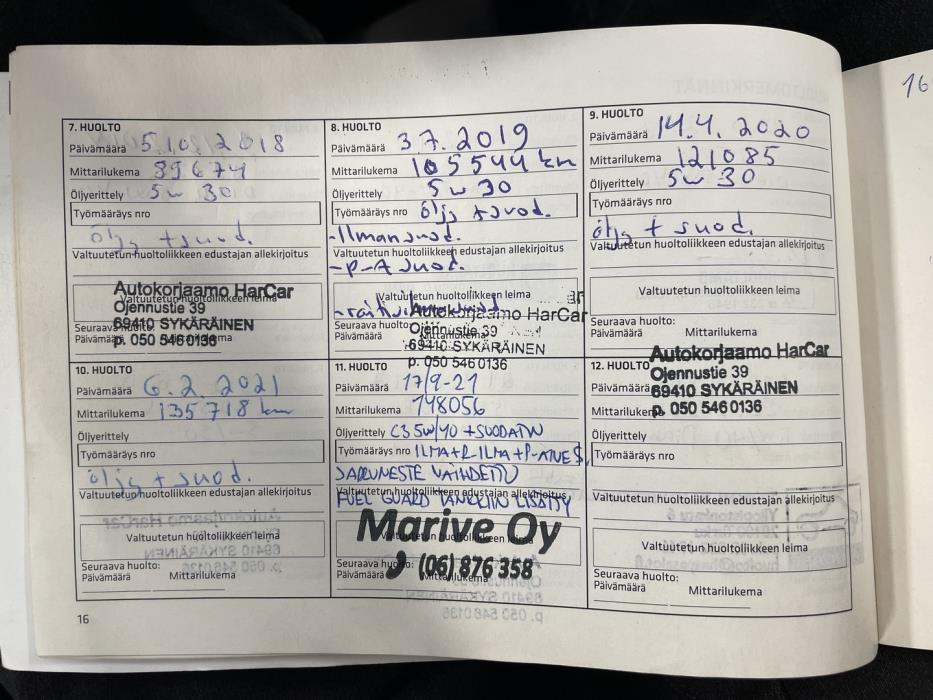 7. HUOLTO
Päivämäärä 5.10.2018
Mittarilukema 89674
Öljyerittely 5w 30
Työmääräys nro
öljy + suod.
Valtuutetun huoltoliikkeen edustajan allekirjoitus
Valtuutetun huoltoliikkeen leima
Autokorjaamo HarCar
Ojennustie 39
69410 SYKÄRÄINEN
p. 050 546 0136
Seuraava huolto:
Päivämäärä Mittarilukema
8. HUOLTO
Päivämäärä 3.7.2019
Mittarilukema 105544 km
Öljyerittely 5w 30
Työmääräys nro öljy + suod.
-Ilmansuod.
Valtuutetun huoltoliikkeen edustajan allekirjoitus
-P-A suod.
Valtuutetun huoltoliikkeen leima
Autokorjaamo HarCar
Ojennustie 39
69410 SYKÄRÄINEN
p. 050 546 0136
Seuraava huolto:
Päivämäärä Mittarilukema
9. HUOLTO
Päivämäärä 14.4.2020
Mittarilukema 121085
Öljyerittely 5w 30
Työmääräys nro
öljy + suod.
Valtuutetun huoltoliikkeen edustajan allekirjoitus
Valtuutetun huoltoliikkeen leima
Seuraava huolto:
Päivämäärä Mittarilukema
Autokorjaamo HarCar
Ojennustie 39
69410 SYKÄRÄINEN
p. 050 546 0136
10. HUOLTO
Päivämäärä 6.2.2021
Mittarilukema 135718 km
Öljyerittely
Työmääräys nro
öljy + suod.
Valtuutetun huoltoliikkeen edustajan allekirjoitus
Valtuutetun huoltoliikkeen leima
Seuraava huolto:
Päivämäärä Mittarilukema
11. HUOLTO
Päivämäärä 17/9-21
Mittarilukema 148056
Öljyerittely C3 5w/40 + SUODATIN
Työmääräys nro ILMA+R-ILMA+P-AINE S.
JARRUNESTE VAIHDETTU
Valtuutetun huoltoliikkeen edustajan allekirjoitus
FUEL GUARD TANKKIIN LISÄTTY
Valtuutetun huoltoliikkeen leima
Marive Oy
(06) 876 358
Seuraava huolto:
Päivämäärä Mittarilukema
12. HUOLTO
Päivämäärä
Mittarilukema
Öljyerittely
Työmääräys nro
Valtuutetun huoltoliikkeen edustajan allekirjoitus
Valtuutetun huoltoliikkeen leima
Seuraava huolto:
Päivämäärä Mittarilukema
16